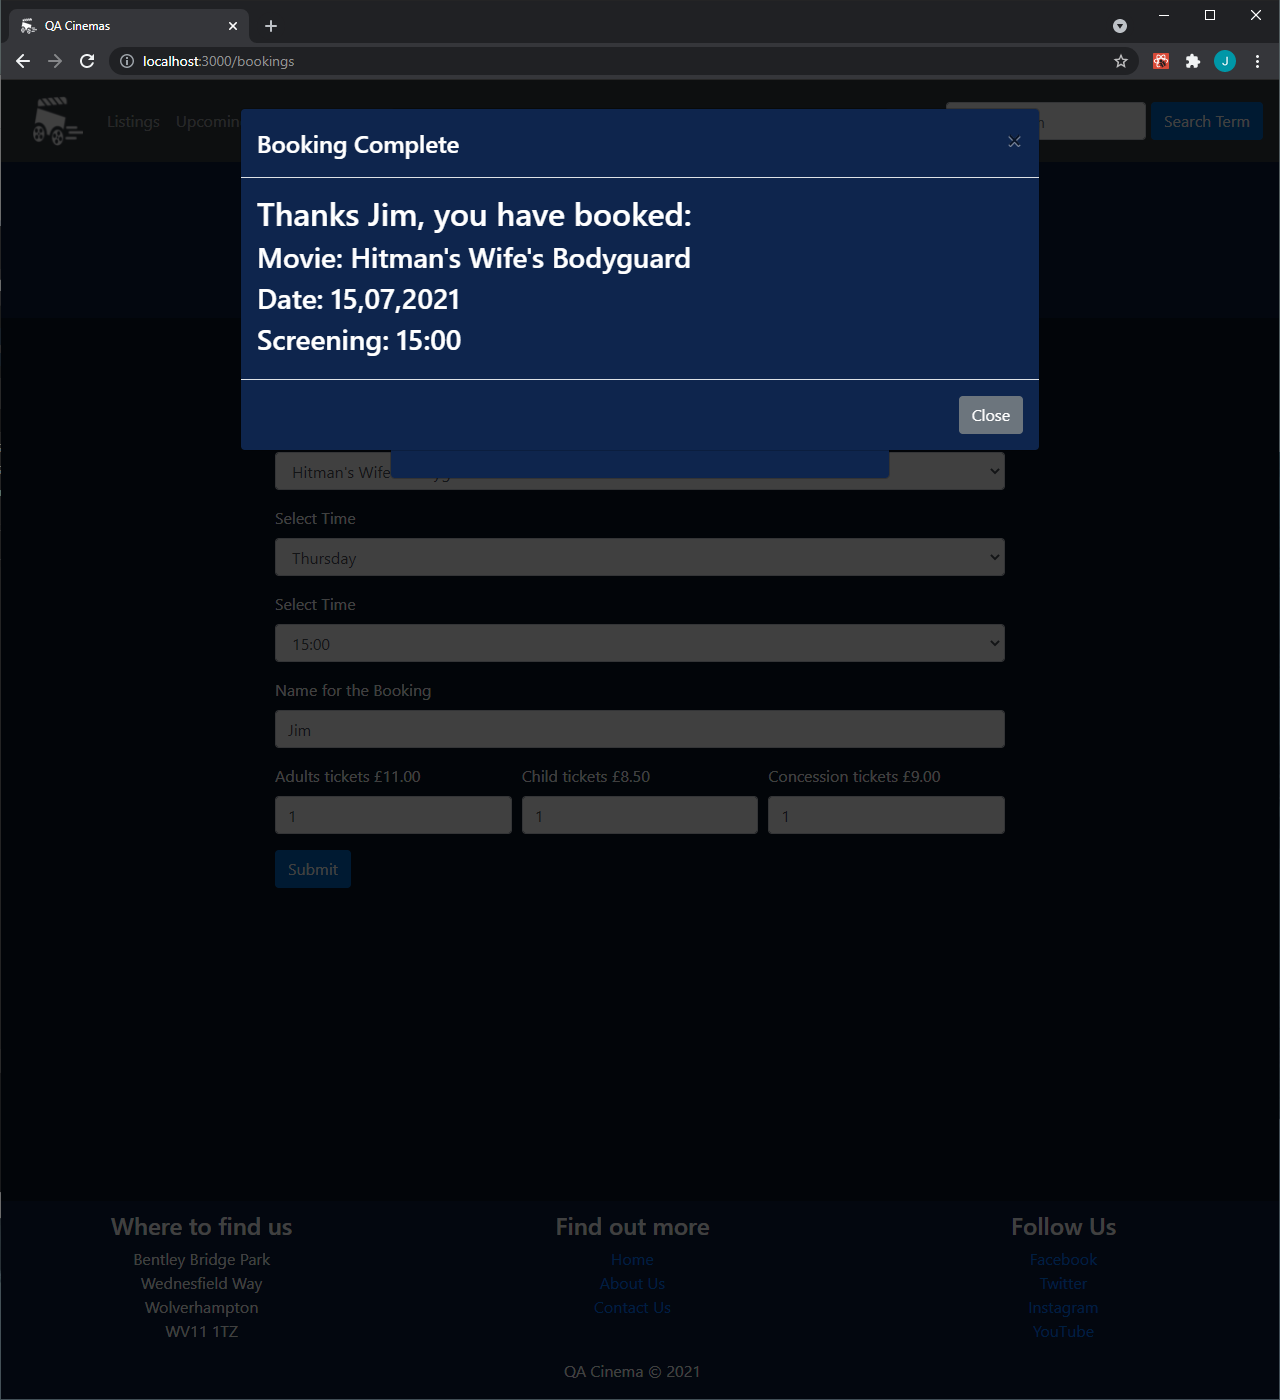 QA Cinemas
localhost:3000/bookings
J
Listings Upcomin
Search Term
Booking Complete
×
Thanks Jim, you have booked:
Movie: Hitman's Wife's Bodyguard
Date: 15,07,2021
Screening: 15:00
Close
Hitman's Wife
Select Time
Thursday
Select Time
15:00
Name for the Booking
Jim
Adults tickets £11.00 Child tickets £8.50 Concession tickets £9.00
1 1 1
Submit
Where to find us
Bentley Bridge Park
Wednesfield Way
Wolverhampton
WV11 1TZ
Find out more
Home
About Us
Contact Us
Follow Us
Facebook
Twitter
Instagram
YouTube
QA Cinema © 2021